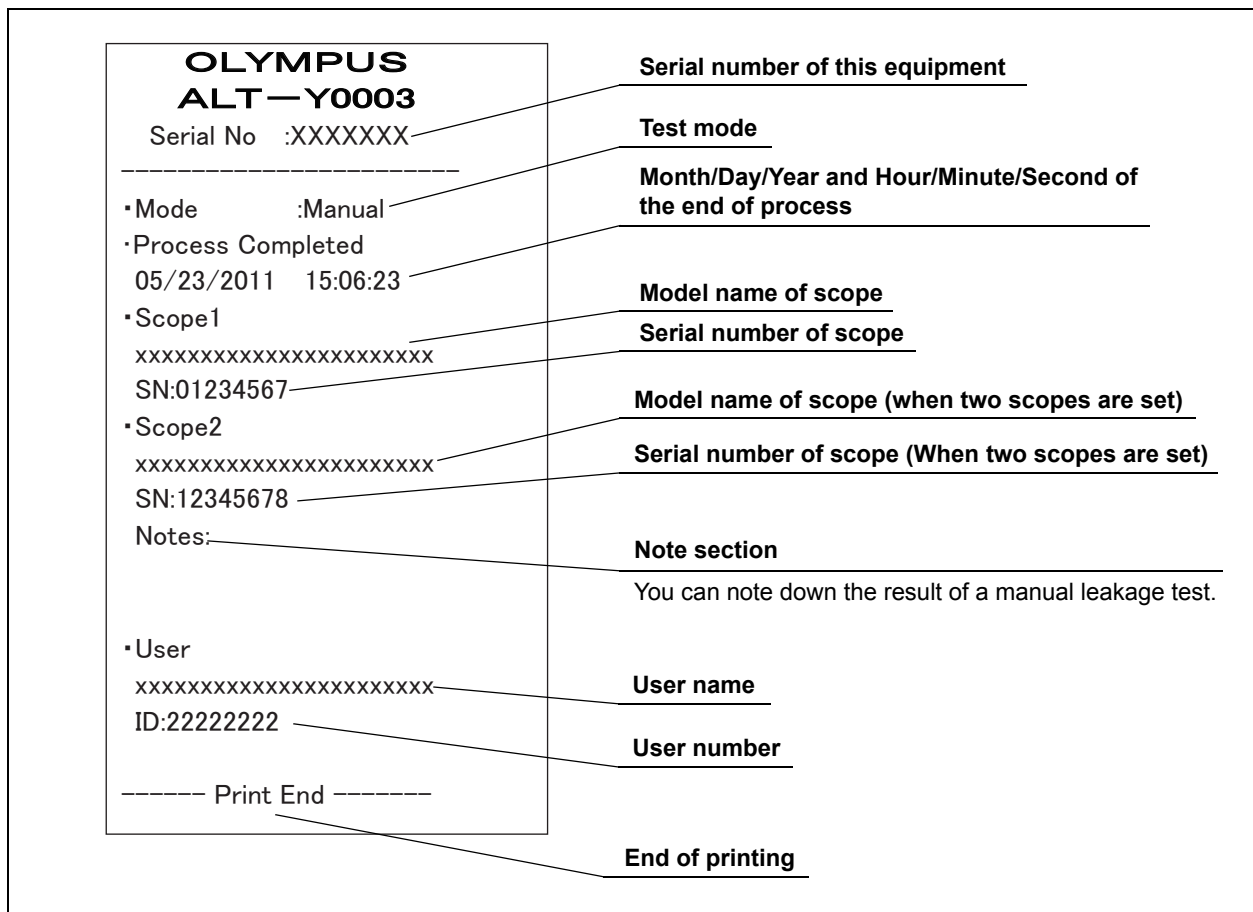 OLYMPUS
ALT－Y0003
Serial No :XXXXXXX
------------------------
▪Mode :Manual
･Process Completed
05/23/2011 15:06:23
▪Scope1
xxxxxxxxxxxxxxxxxxxxxxx
SN:01234567
▪Scope2
xxxxxxxxxxxxxxxxxxxxxxx
SN:12345678
Notes:
▪User
xxxxxxxxxxxxxxxxxxxxxxx
ID:22222222
------ Print End -------
Serial number of this equipment
Test mode
Month/Day/Year and Hour/Minute/Second of
the end of process
Model name of scope
Serial number of scope
Model name of scope (when two scopes are set)
Serial number of scope (When two scopes are set)
Note section
You can note down the result of a manual leakage test.
User name
User number
End of printing